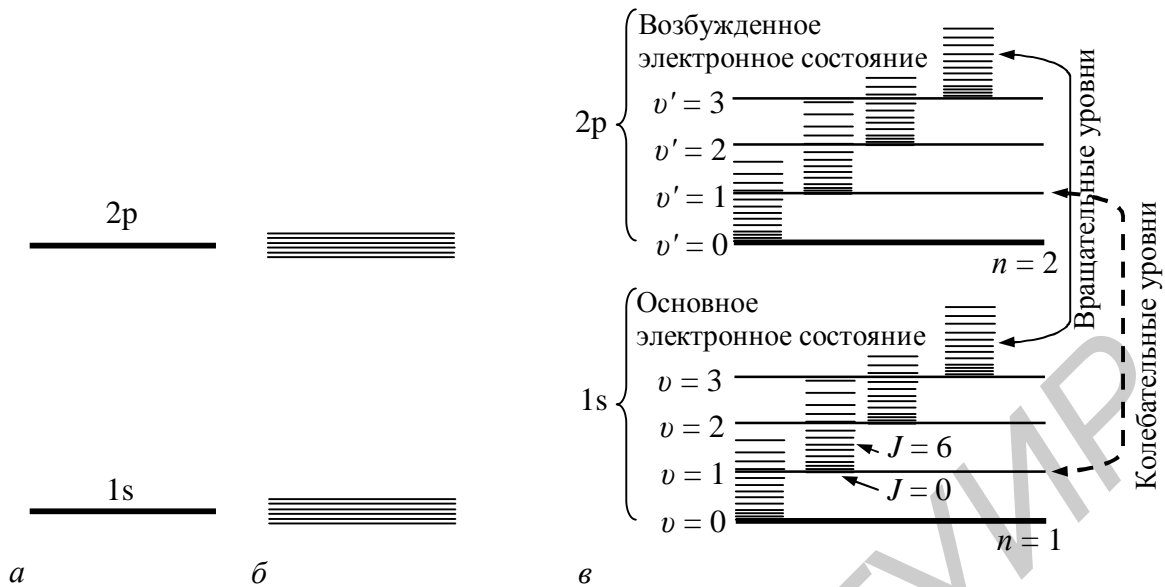 2p
1s
а
б
в
Возбужденное
электронное состояние
2p
υ' = 3
υ' = 2
υ' = 1
υ' = 0
n = 2
Основное
электронное состояние
1s
υ = 3
υ = 2
υ = 1
υ = 0
J = 6
J = 0
n = 1
Вращательные уровни
Колебательные уровни